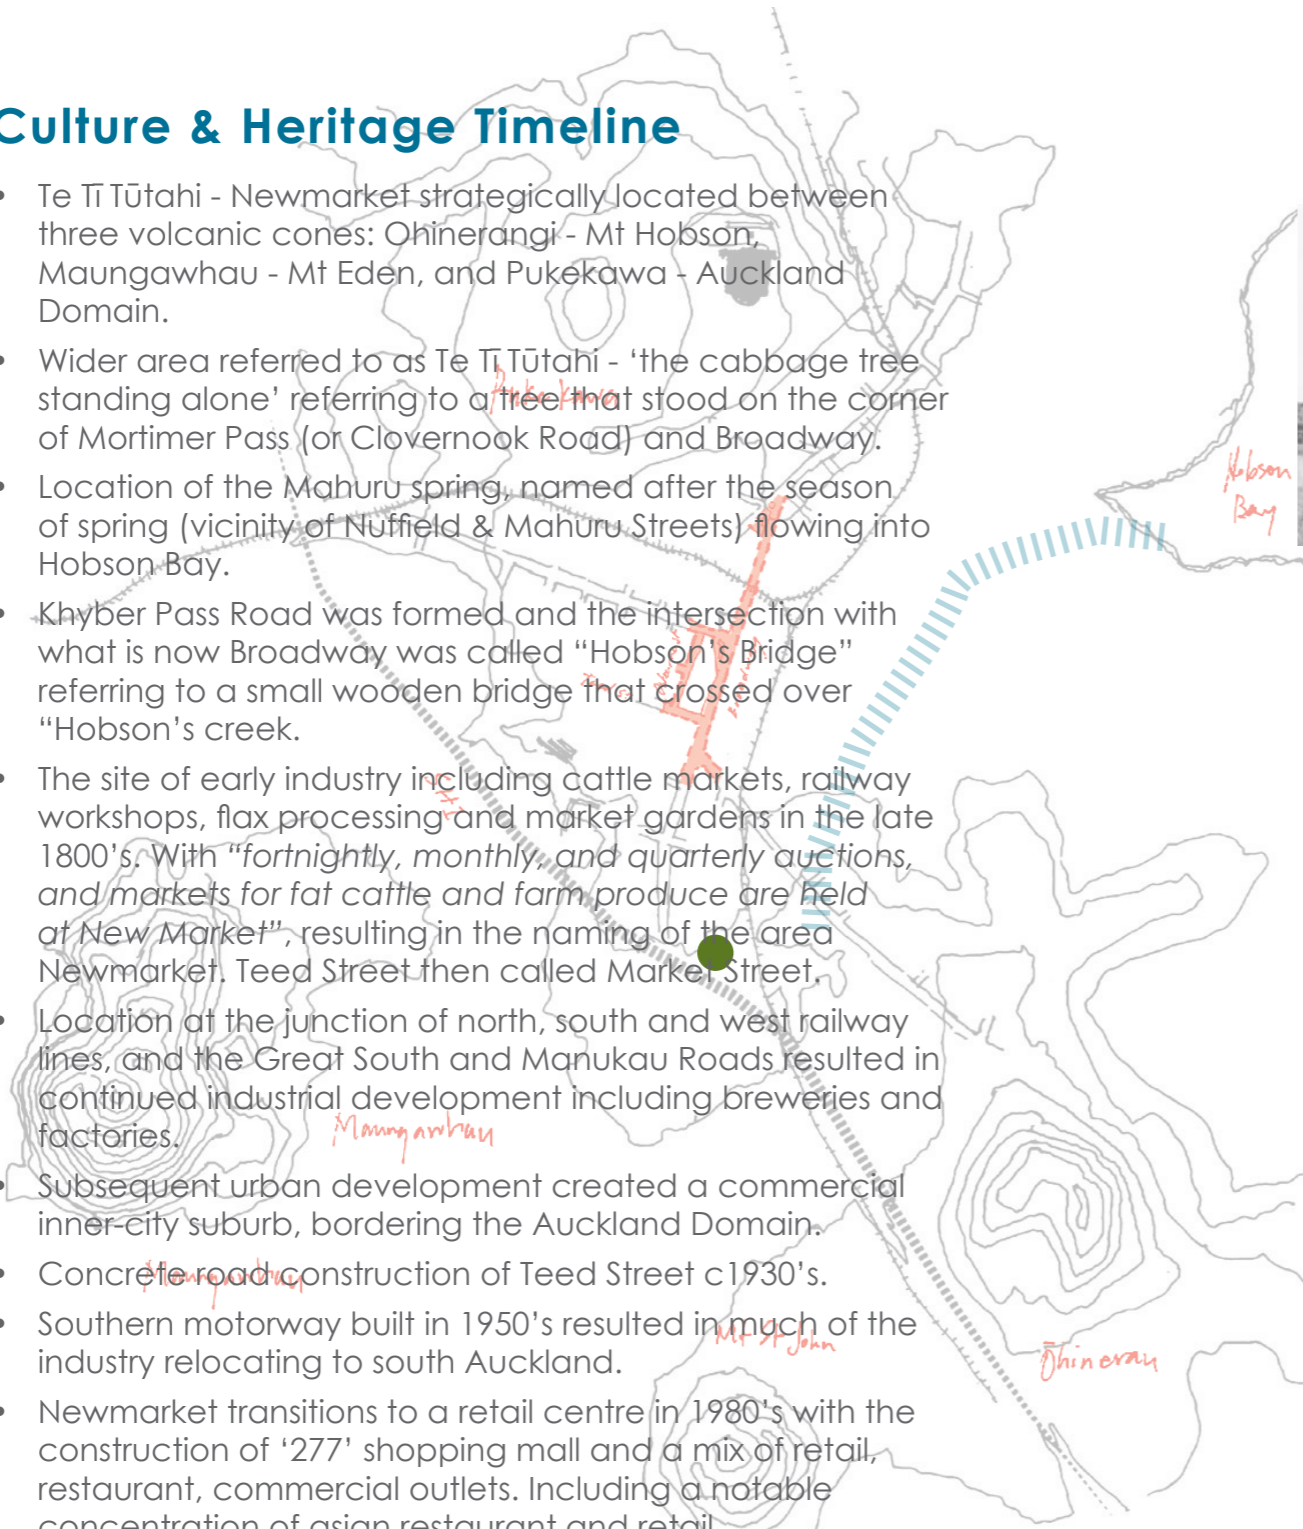 Culture & Heritage Timeline
• Te Tī Tūtahi - Newmarket strategically located between
three volcanic cones: Ohinerangi - Mt Hobson,
Maungawhau - Mt Eden, and Pukekawa - Auckland
Domain.
• Wider area referred to as Te Tī Tūtahi - ‘the cabbage tree
standing alone’ referring to a tree that stood on the corner
of Mortimer Pass (or Clovernook Road) and Broadway.
• Location of the Mahuru spring, named after the season
of spring (vicinity of Nuffield & Mahuru Streets) flowing into
Hobson Bay.
• Khyber Pass Road was formed and the intersection with
what is now Broadway was called “Hobson’s Bridge”
referring to a small wooden bridge that crossed over
“Hobson’s creek.
• The site of early industry including cattle markets, railway
workshops, flax processing and market gardens in the late
1800’s. With “fortnightly, monthly, and quarterly auctions,
and markets for fat cattle and farm produce are held
at New Market”, resulting in the naming of the area
Newmarket. Teed Street then called Market Street.
• Location at the junction of north, south and west railway
lines, and the Great South and Manukau Roads resulted in
continued industrial development including breweries and
factories.
• Subsequent urban development created a commercial
inner-city suburb, bordering the Auckland Domain.
• Concrete road construction of Teed Street c1930’s.
• Southern motorway built in 1950’s resulted in much of the
industry relocating to south Auckland.
• Newmarket transitions to a retail centre in 1980’s with the
construction of ‘277’ shopping mall and a mix of retail,
restaurant, commercial outlets. Including a notable
concentration of asian restaurant and retail
Pukekawa
Hobson
Bay
Teed St
Broadway
SH1
Maungawhau
Maungawhau
Mt St John
Ōhinerau